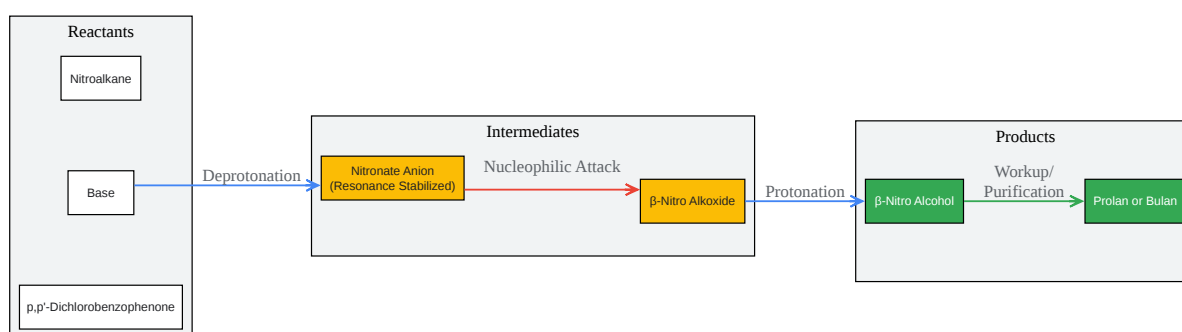 Reactants
Nitroalkane
Base
p,p'-Dichlorobenzophenone
Deprotonation
Intermediates
Nitronate Anion
(Resonance Stabilized)
Nucleophilic Attack
β-Nitro Alkoxide
Protonation
Products
β-Nitro Alcohol
Workup/
Purification
Prolan or Bulan